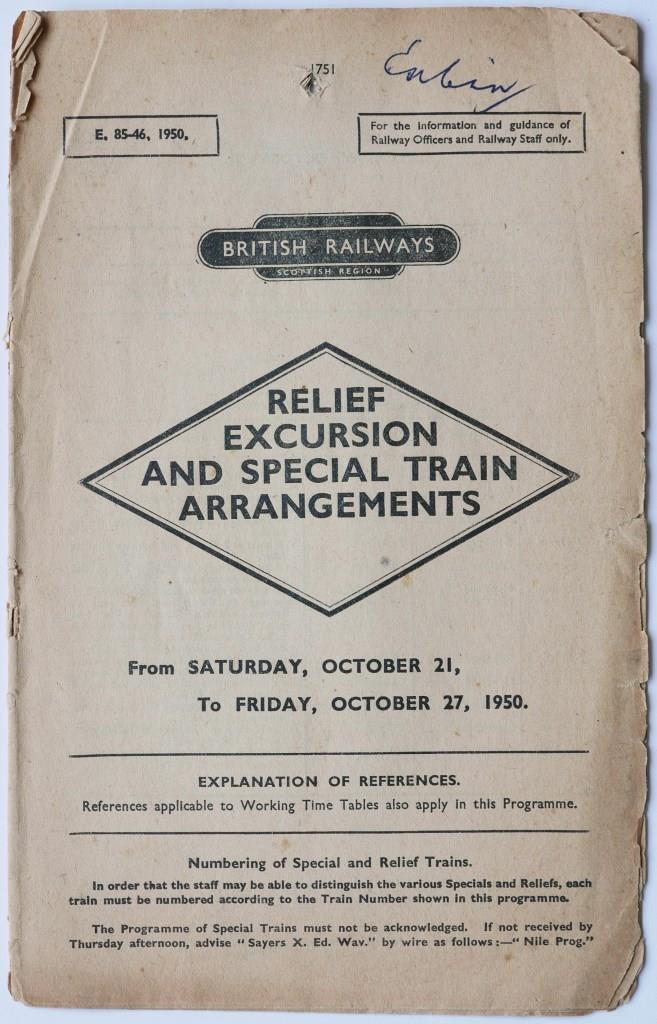 1751
E. 85-46, 1950.
For the information and guidance of
Railway Officers and Railway Staff only.
BRITISH RAILWAYS
SCOTTISH REGION
RELIEF
EXCURSION
AND SPECIAL TRAIN
ARRANGEMENTS
From SATURDAY, OCTOBER 21,
To FRIDAY, OCTOBER 27, 1950.
EXPLANATION OF REFERENCES.
References applicable to Working Time Tables also apply in this Programme.
Numbering of Special and Relief Trains.
In order that the staff may be able to distinguish the various Specials and Reliefs, each
train must be numbered according to the Train Number shown in this programme.
The Programme of Special Trains must not be acknowledged. If not received by
Thursday afternoon, advise "Sayers X. Ed. Wav." by wire as follows:—"Nile Prog."